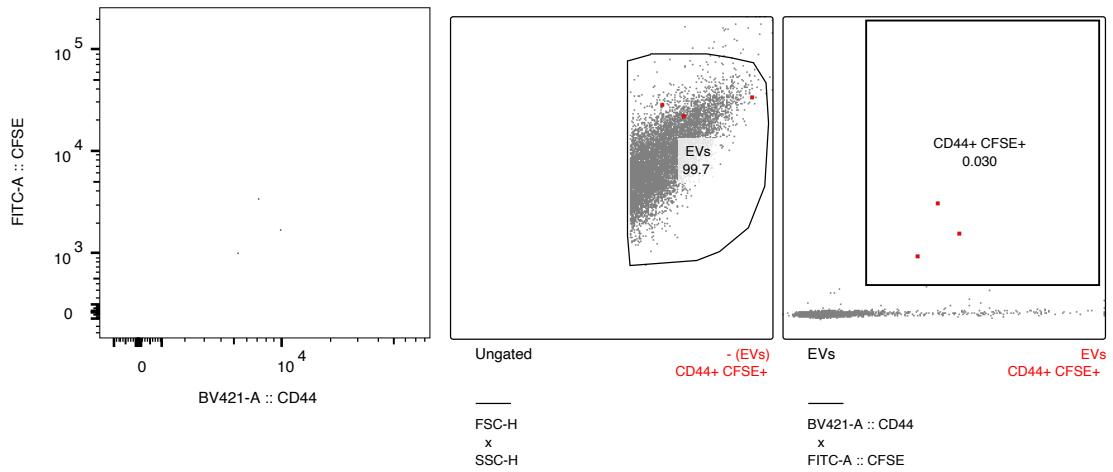 10^5
10^4
10^3
0
FITC-A :: CFSE
0
10^4
BV421-A :: CD44
EVs
99.7
Ungated
- (EVs)
CD44+ CFSE+
FSC-H
x
SSC-H
CD44+ CFSE+
0.030
EVs
EVs
CD44+ CFSE+
BV421-A :: CD44
x
FITC-A :: CFSE